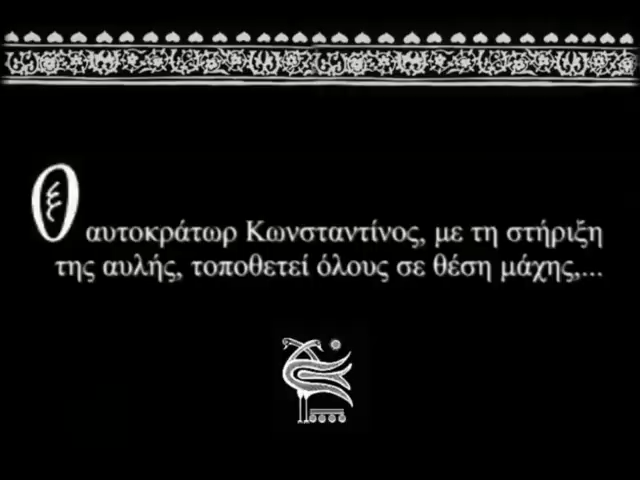 Ο αυτοκράτωρ Κωνσταντίνος, με τη στήριξη
της αυλής, τοποθετεί όλους σε θέση μάχης,...